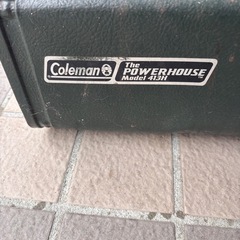 Coleman
The
POWERHOUSE
Model 413H